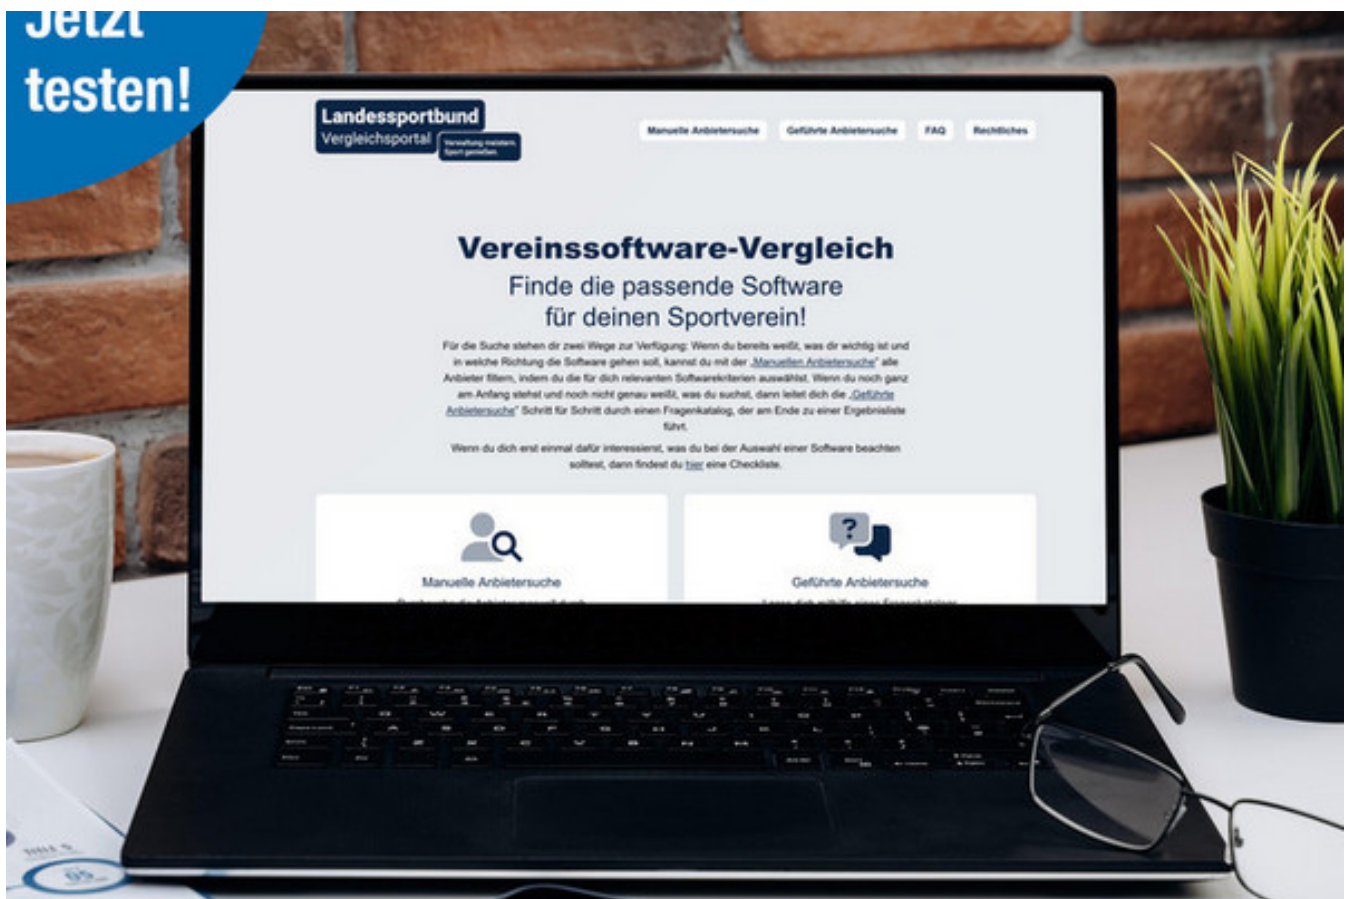 Jetzt
testen!
Landessportbund
Vergleichsportal
Verwaltung meistern.
Sport genießen.
Manuelle Anbietersuche
Geführte Anbietersuche
FAQ
Rechtliches
Vereinssoftware-Vergleich
Finde die passende Software
für deinen Sportverein!
Für die Suche stehen dir zwei Wege zur Verfügung: Wenn du bereits weißt, was dir wichtig ist und
in welche Richtung die Software gehen soll, kannst du mit der „Manuellen Anbietersuche“ alle
Anbieter filtern, indem du die für dich relevanten Softwarekriterien auswählst. Wenn du noch ganz
am Anfang stehst und noch nicht genau weißt, was du suchst, dann leitet dich die „Geführte
Anbietersuche“ Schritt für Schritt durch einen Fragenkatalog, der am Ende zu einer Ergebnisliste
führt.
Wenn du dich erst einmal dafür interessierst, was du bei der Auswahl einer Software beachten
solltest, dann findest du hier eine Checkliste.
Manuelle Anbietersuche
Geführte Anbietersuche
05